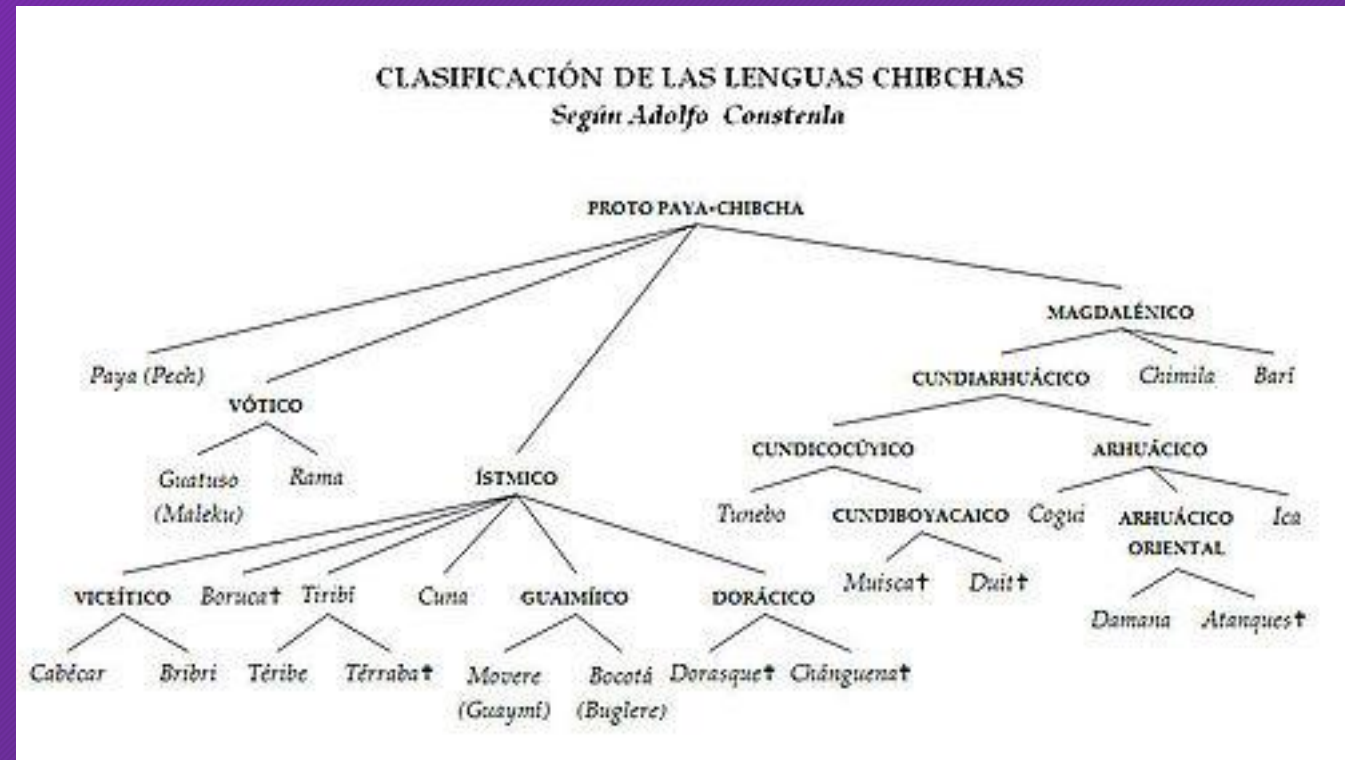 CLASIFICACIÓN DE LAS LENGUAS CHIBCHAS
Según Adolfo Constenla
PROTO PAYA-CHIBCHA
MAGDALÉNICO
Paya (Pech)
CUNDIARHUÁCICO
Chimila
Barí
VÓTICO
CUNDICOCÚYICO
ARHUÁCICO
Guatuso
(Maleku)
Rama
ÍSTMICO
Tunebo
CUNDIBOYACAICO
Cogui
ARHUÁCICO
ORIENTAL
Ica
VICEÍTICO
Boruca†
Tiribí
Cuna
GUAIMÍICO
DORÁCICO
Muisca†
Duit†
Damana
Atanques†
Cabécar
Bribri
Téribe
Térraba†
Movere
(Guaymí)
Bocotá
(Buglere)
Dorasque†
Chánguena†